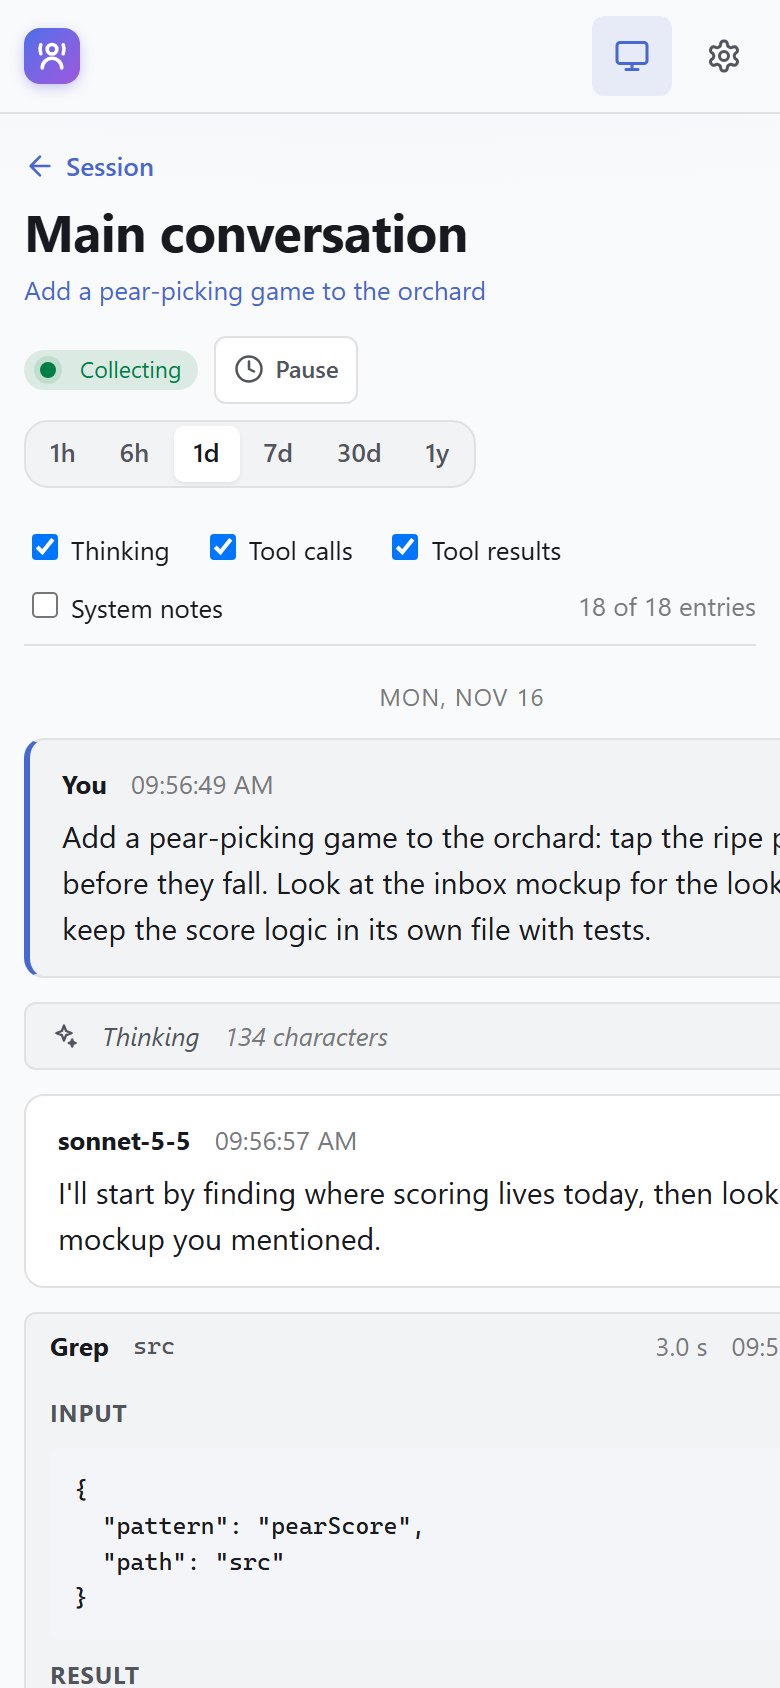 Session
Main conversation
Add a pear-picking game to the orchard
Collecting
Pause
1h 6h 1d 7d 30d 1y
Thinking Tool calls Tool results
System notes 18 of 18 entries
MON, NOV 16
You 09:56:49 AM
Add a pear-picking game to the orchard: tap the ripe
before they fall. Look at the inbox mockup for the look
keep the score logic in its own file with tests.
Thinking 134 characters
sonnet-5-5 09:56:57 AM
I'll start by finding where scoring lives today, then look
mockup you mentioned.
Grep src 3.0 s 09:5
INPUT
{
"pattern": "pearScore",
"path": "src"
}
RESULT